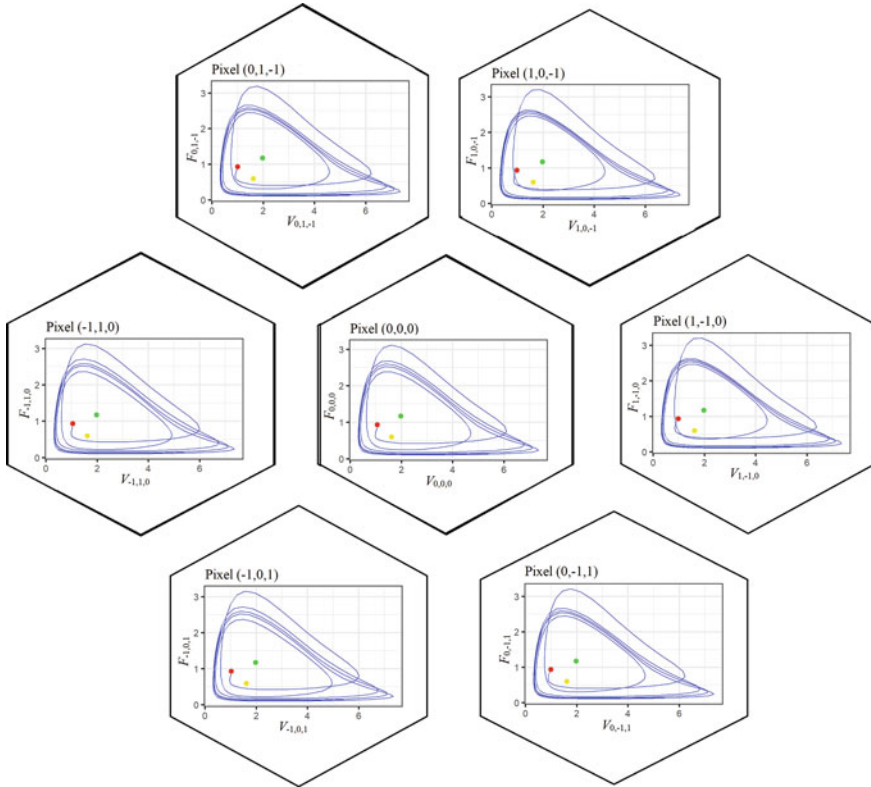 Pixel (0,1,-1)
3
2
1
0
F0,1,-1
2
4
6
V0,1,-1
Pixel (1,0,-1)
3
2
1
0
F1,0,-1
2
4
6
V1,0,-1
Pixel (-1,1,0)
3
2
1
0
F-1,1,0
0
2
4
6
V-1,1,0
Pixel (0,0,0)
3
2
1
0
F0,0,0
0
2
4
6
V0,0,0
Pixel (1,-1,0)
3
2
1
0
F1,-1,0
0
2
4
6
V1,-1,0
Pixel (-1,0,1)
3
2
1
0
F-1,0,1
0
2
4
6
V-1,0,1
Pixel (0,-1,1)
3
2
1
0
F0,-1,1
0
2
4
6
V0,-1,1